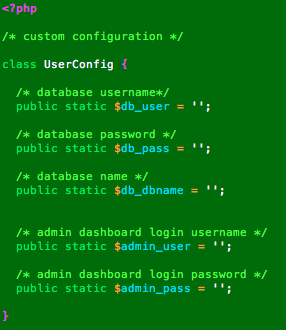 <?php
/* custom configuration */
class UserConfig {
/* database username*/
public static $db_user = '';
/* database password */
public static $db_pass = '';
/* database name */
public static $db_dbname = '';
/* admin dashboard login username */
public static $admin_user = '';
/* admin dashboard login password */
public static $admin_pass = '';
}